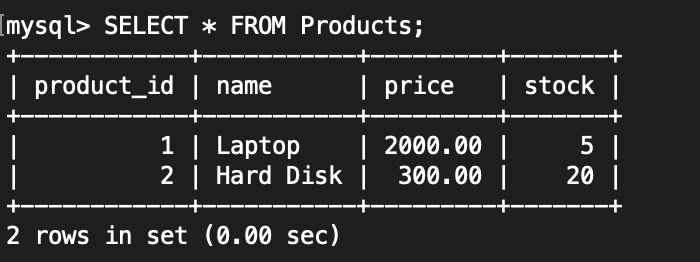 mysql> SELECT * FROM Products;
+------------+-----------+---------+-------+
| product_id | name      | price   | stock |
+------------+-----------+---------+-------+
|          1 | Laptop    | 2000.00 |     5 |
|          2 | Hard Disk |  300.00 |    20 |
+------------+-----------+---------+-------+
2 rows in set (0.00 sec)